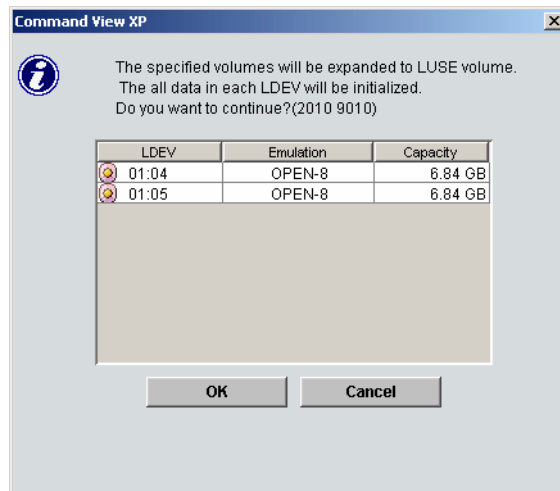 Command View XP
The specified volumes will be expanded to LUSE volume.
The all data in each LDEV will be initialized.
Do you want to continue?(2010 9010)
LDEV Emulation Capacity
01:04 OPEN-8 6.84 GB
01:05 OPEN-8 6.84 GB
OK Cancel